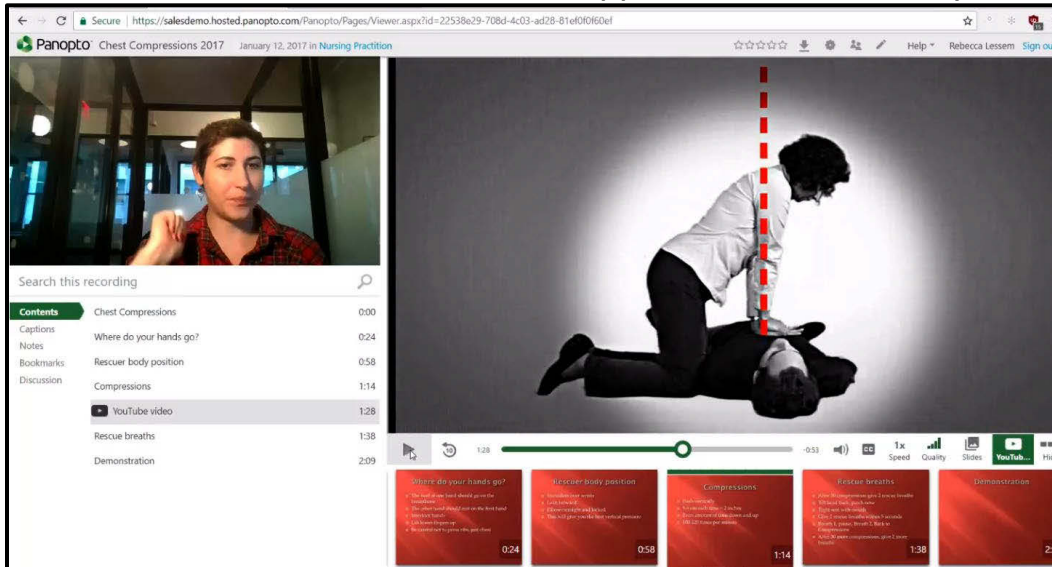 Secure | https://salesdemo.hosted.panopto.com/Panopto/Pages/Viewer.aspx?id=22538e29-708d-4c03-ad28-81ef0f0f60ef
Panopto Chest Compressions 2017 January 12, 2017 in Nursing Practition
Help Rebecca Lessem Sign ou
Search this recording
Contents
Captions
Notes
Bookmarks
Discussion
Chest Compressions 0:00
Where do your hands go? 0:24
Rescuer body position 0:58
Compressions 1:14
YouTube video 1:28
Rescue breaths 1:38
Demonstration 2:09
10
1:28
-0:53
CC
1x
Speed
Quality
Slides
YouTub...
Hi
Where do your hands go?
0:24
Rescuer body position
0:58
Compressions
1:14
Rescue breaths
1:38
Demonstration